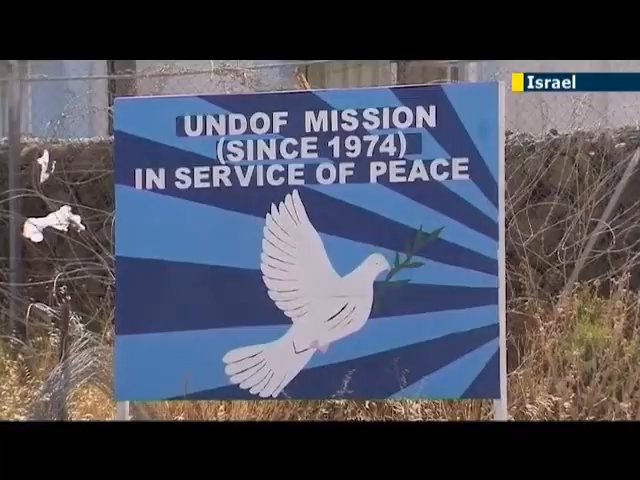 Israel
UNDOF MISSION
(SINCE 1974)
IN SERVICE OF PEACE